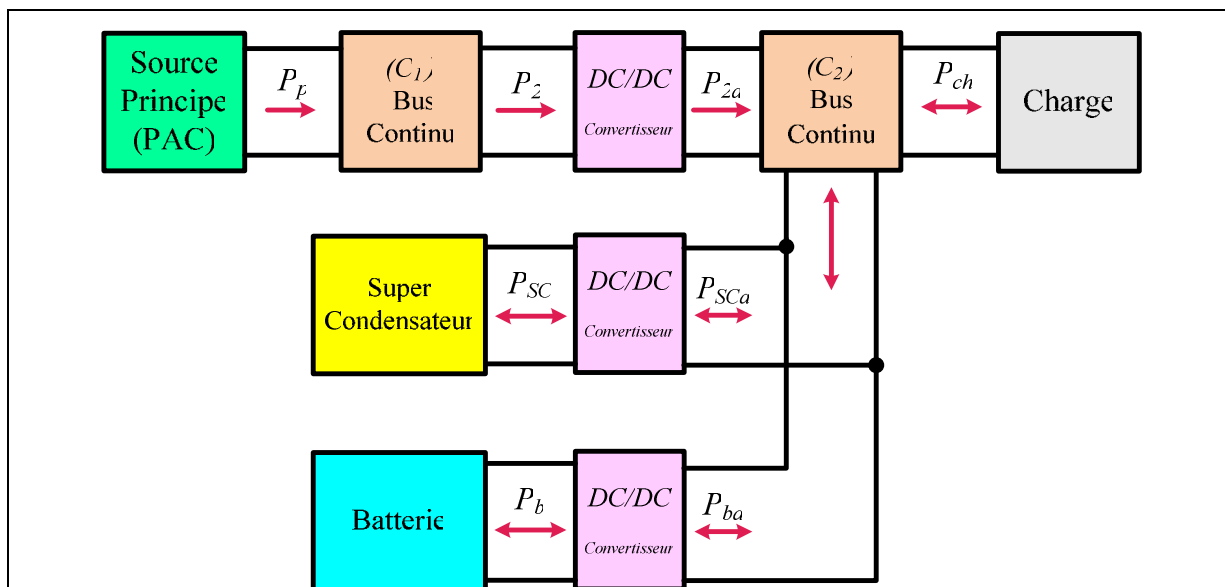 Source
Principe
(PAC)
P_p
(C_1)
Bus
Continu
P_2
DC/DC
Convertisseur
P_2a
(C_2)
Bus
Continu
P_ch
Charge
Super
Condensateur
P_SC
DC/DC
Convertisseur
P_SCa
Batterie
P_b
DC/DC
Convertisseur
P_ba